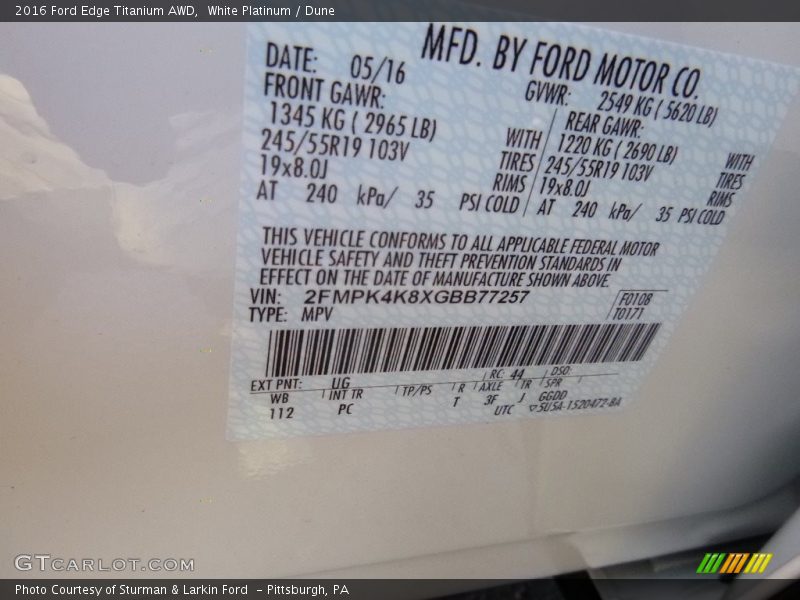 2016 Ford Edge Titanium AWD,  White Platinum / Dune
MFD. BY FORD MOTOR CO.
DATE: 05/16
GVWR: 2549 KG ( 5620 LB)
FRONT GAWR:
REAR GAWR:
1345 KG ( 2965 LB)
WITH
1220 KG ( 2690 LB)
WITH
245/55R19 103V
TIRES
245/55R19 103V
TIRES
19x8.0J
RIMS
19x8.0J
RIMS
AT 240 kPa/ 35 PSI COLD
AT 240 kPa/ 35 PSI COLD
THIS VEHICLE CONFORMS TO ALL APPLICABLE FEDERAL MOTOR
VEHICLE SAFETY AND THEFT PREVENTION STANDARDS IN
EFFECT ON THE DATE OF MANUFACTURE SHOWN ABOVE.
VIN: 2FMPK4K8XGBB77257
F0108
TYPE: MPV
T0171
RC: 44 DSO:
EXT PNT: UG
WB INT TR TP/PS R AXLE TR SPR
112 PC T 3F J GGDD
UTC ▽5U5A-1520472-BA
GTCARLOT.COM
Photo Courtesy of Sturman & Larkin Ford  - Pittsburgh, PA